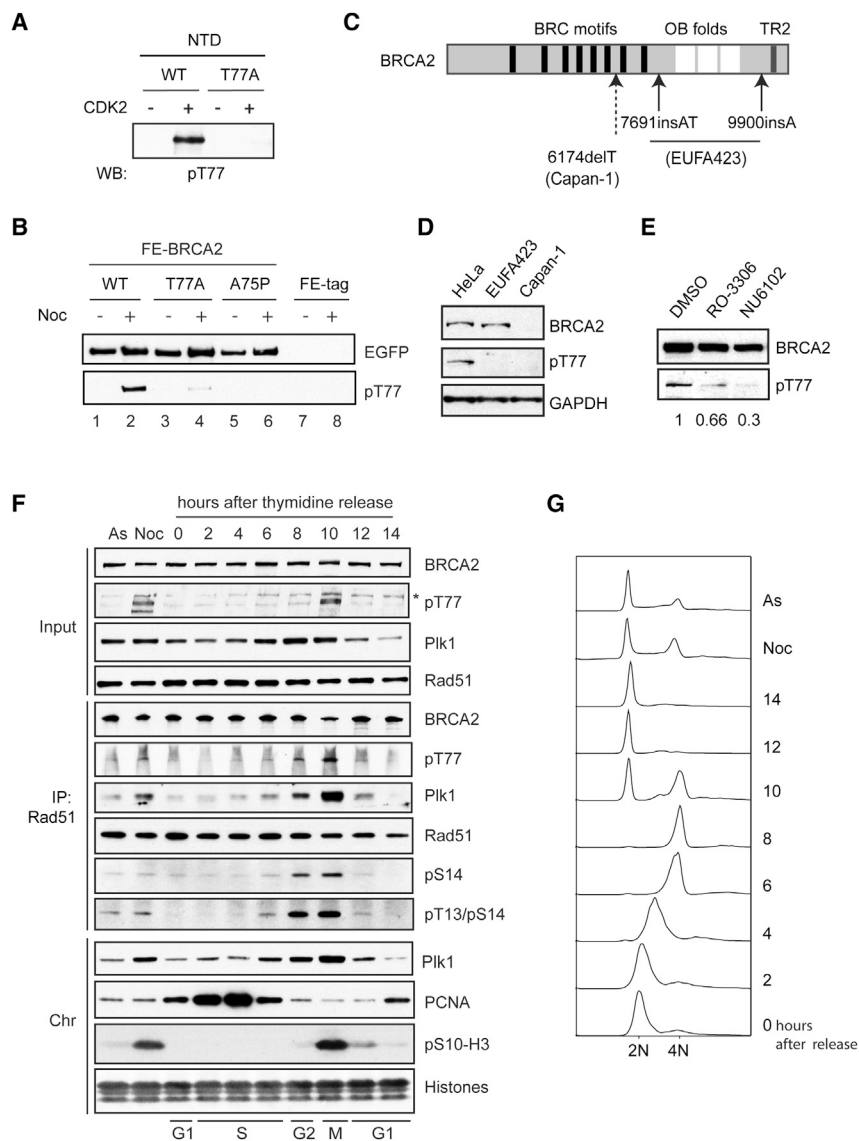 A
NTD
WT T77A
CDK2 - + - +
WB: pT77
B
FE-BRCA2
WT T77A A75P FE-tag
Noc - + - + - + - +
EGFP
pT77
1 2 3 4 5 6 7 8
C
BRC motifs OB folds TR2
BRCA2
7691insAT 9900insA
6174delT
(Capan-1)
(EUFA423)
D
HeLa EUFA423 Capan-1
BRCA2
pT77
GAPDH
E
DMSO RO-3306 NU6102
BRCA2
pT77
1 0.66 0.3
F
hours after thymidine release
As Noc 0 2 4 6 8 10 12 14
Input
BRCA2
* pT77
Plk1
Rad51
IP:
Rad51
BRCA2
pT77
Plk1
Rad51
pS14
pT13/pS14
Chr
Plk1
PCNA
pS10-H3
Histones
G1 S G2 M G1
G
As
Noc
14
12
10
8
6
4
2
0 hours
after release
2N 4N